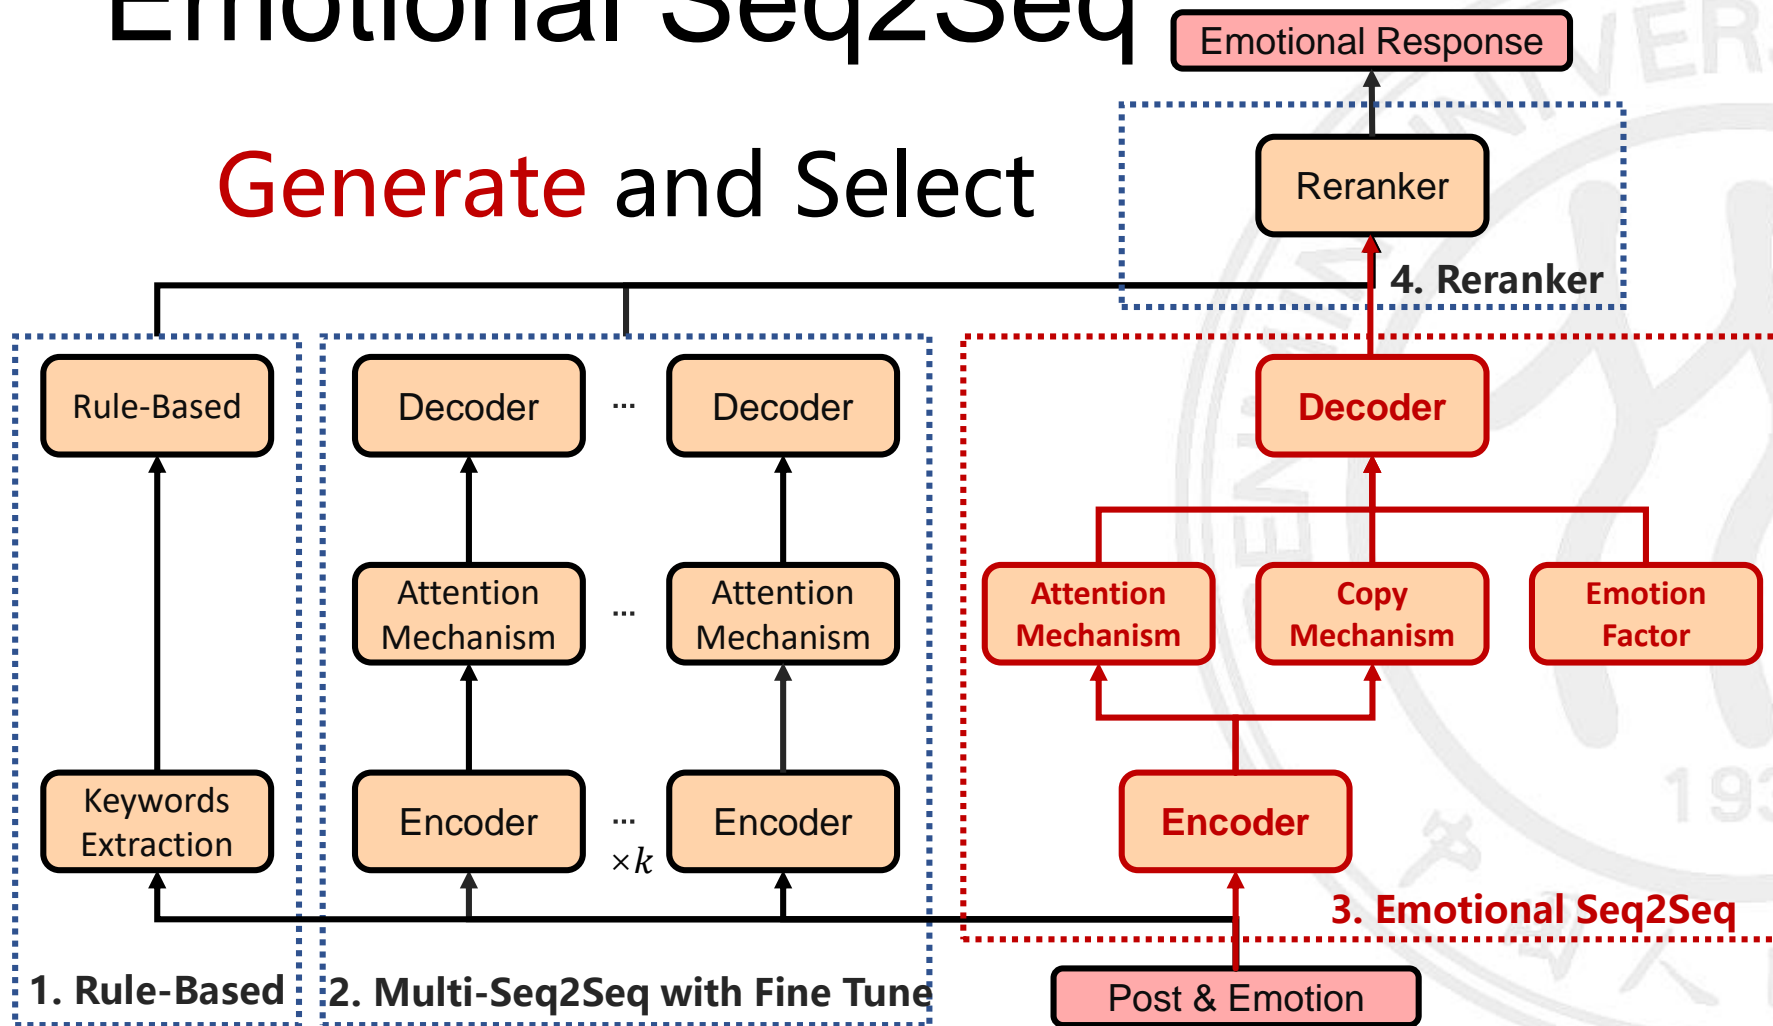 Emotional Seq2Seq
Emotional Response
Generate and Select
Reranker
4. Reranker
Rule-Based
Decoder
...
Decoder
Decoder
Attention
Mechanism
...
Attention
Mechanism
Attention
Mechanism
Copy
Mechanism
Emotion
Factor
Keywords
Extraction
Encoder
...
×k
Encoder
Encoder
3. Emotional Seq2Seq
1. Rule-Based
2. Multi-Seq2Seq with Fine Tune
Post & Emotion